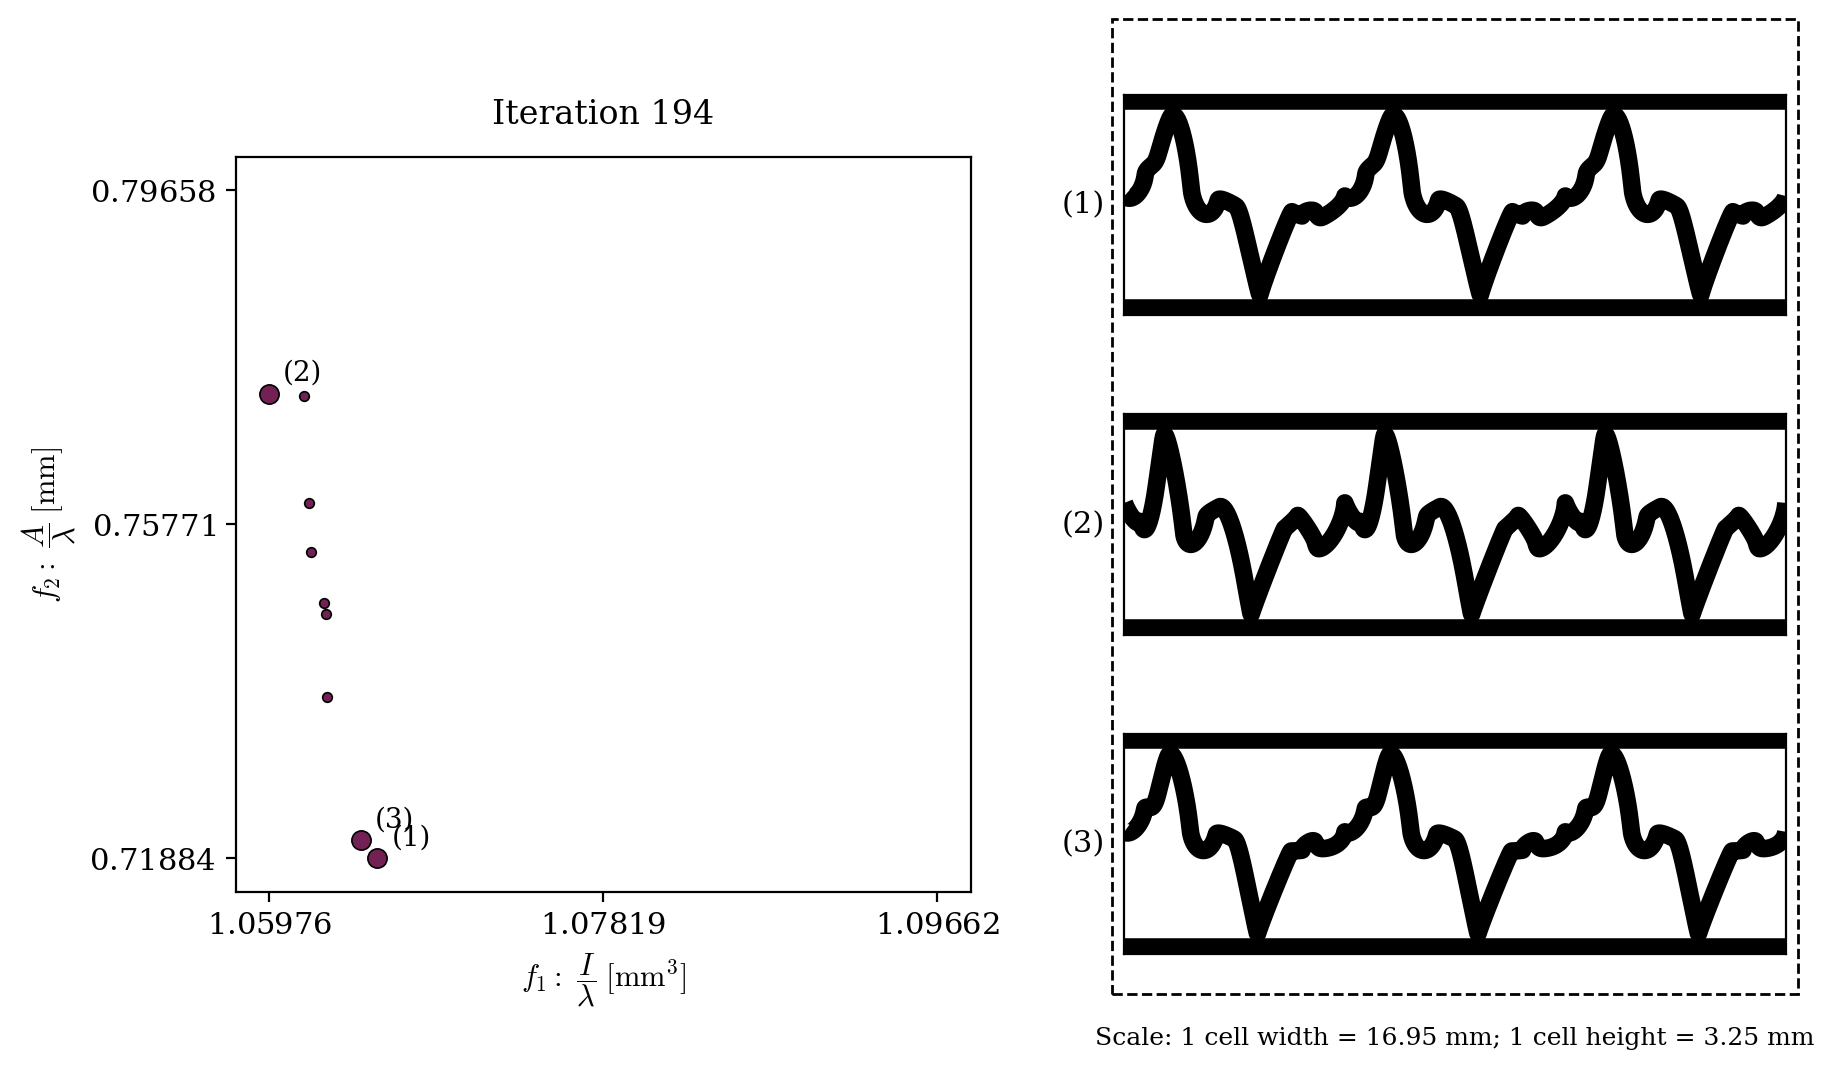 Iteration 194
0.79658
0.75771
0.71884
f₂ : A/λ [mm]
(2)
(3)
(1)
1.05976 1.07819 1.09662
f₁ : I/λ [mm³]
(1)
(2)
(3)
Scale: 1 cell width = 16.95 mm; 1 cell height = 3.25 mm